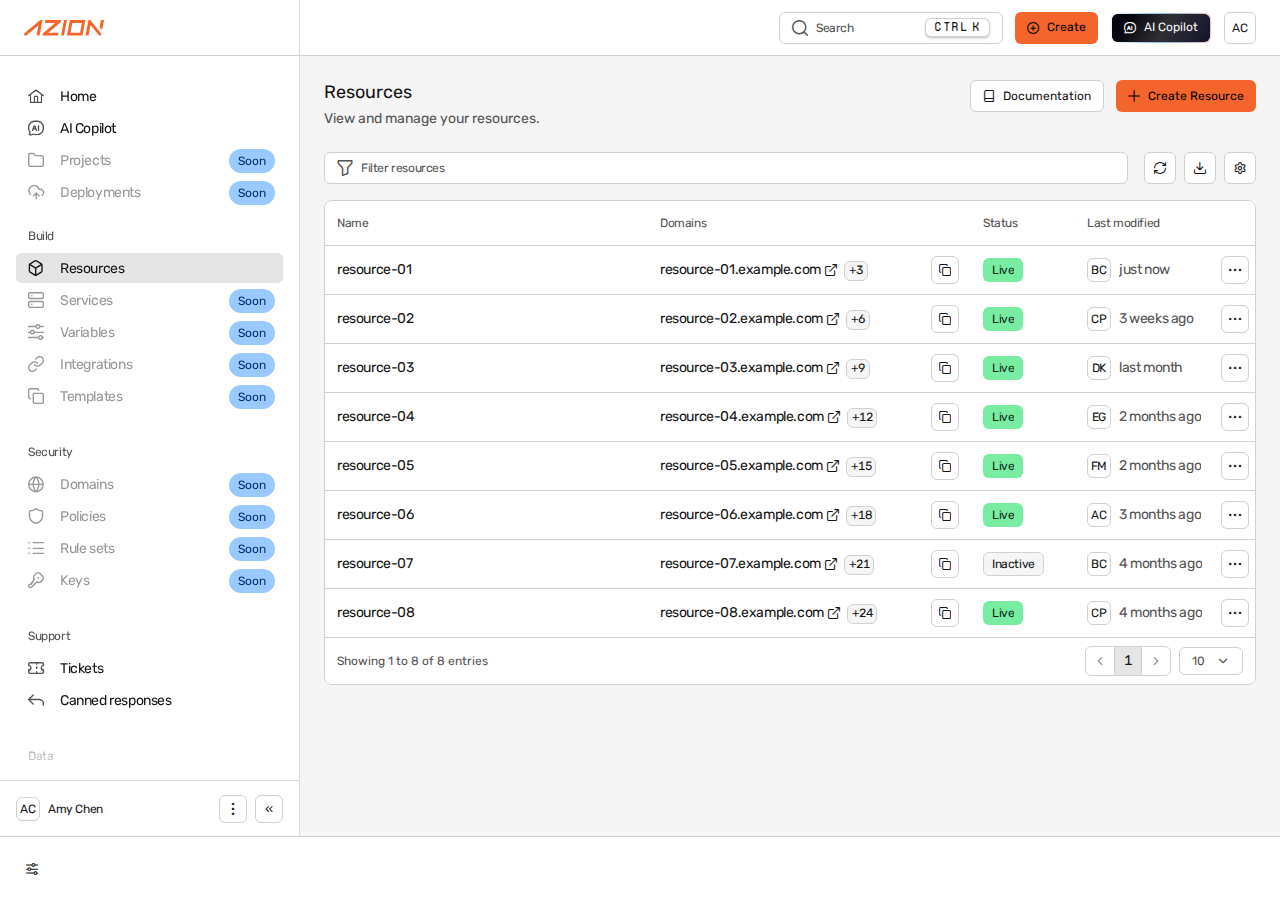 AZION
Search
CTRL K
Create
AI Copilot
AC
Home
AI Copilot
Projects Soon
Deployments Soon
Build
Resources
Services Soon
Variables Soon
Integrations Soon
Templates Soon
Security
Domains Soon
Policies Soon
Rule sets Soon
Keys Soon
Support
Tickets
Canned responses
Data
AC Amy Chen
Resources
View and manage your resources.
Documentation
Create Resource
Filter resources
Name Domains Status Last modified
resource-01 resource-01.example.com +3 Live BC just now
resource-02 resource-02.example.com +6 Live CP 3 weeks ago
resource-03 resource-03.example.com +9 Live DK last month
resource-04 resource-04.example.com +12 Live EG 2 months ago
resource-05 resource-05.example.com +15 Live FM 2 months ago
resource-06 resource-06.example.com +18 Live AC 3 months ago
resource-07 resource-07.example.com +21 Inactive BC 4 months ago
resource-08 resource-08.example.com +24 Live CP 4 months ago
Showing 1 to 8 of 8 entries
1
10